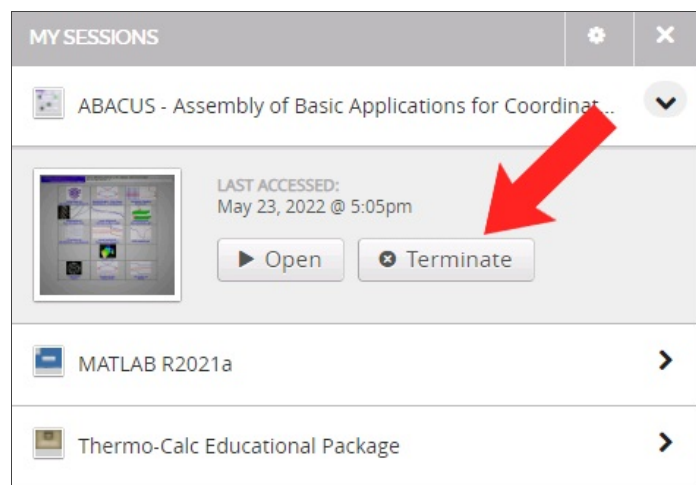 MY SESSIONS
ABACUS - Assembly of Basic Applications for Coordinat...
LAST ACCESSED:
May 23, 2022 @ 5:05pm
Open
Terminate
MATLAB R2021a
Thermo-Calc Educational Package